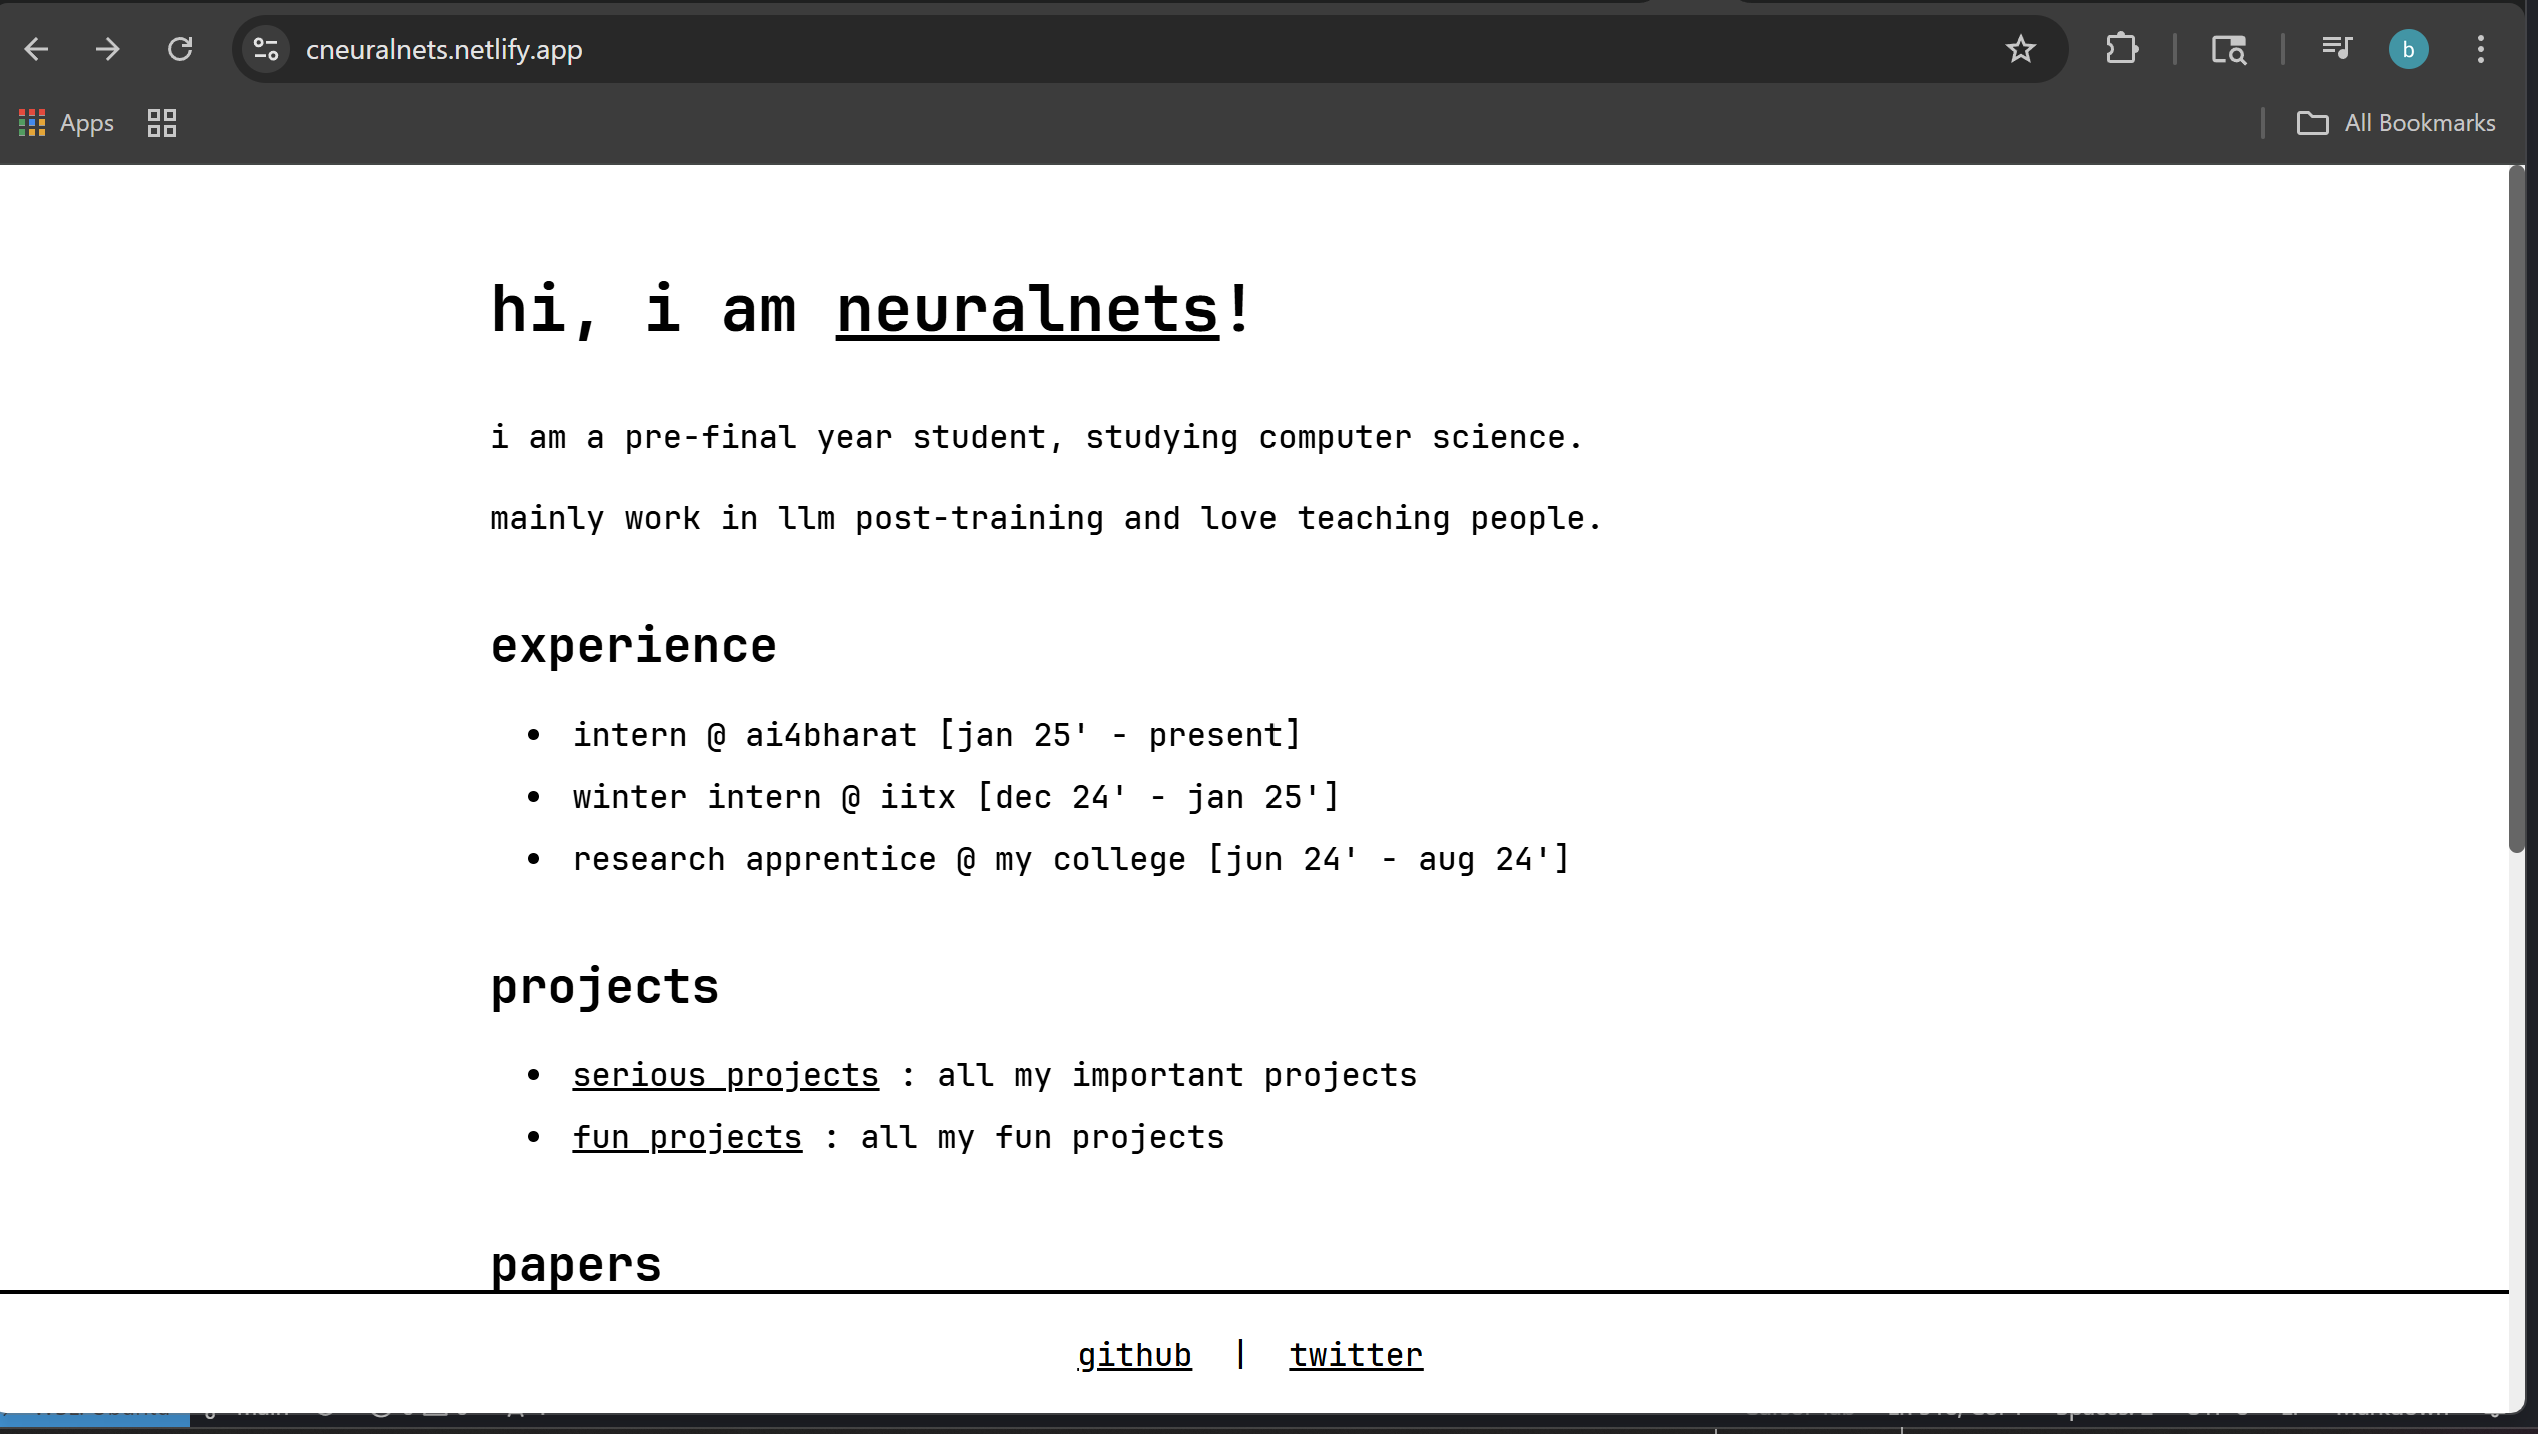 cneuralnets.netlify.app
b
Apps
All Bookmarks
hi, i am neuralnets!
i am a pre-final year student, studying computer science.
mainly work in llm post-training and love teaching people.
experience
• intern @ ai4bharat [jan 25' - present]
• winter intern @ iitx [dec 24' - jan 25']
• research apprentice @ my college [jun 24' - aug 24']
projects
• serious projects : all my important projects
• fun projects : all my fun projects
papers
github | twitter